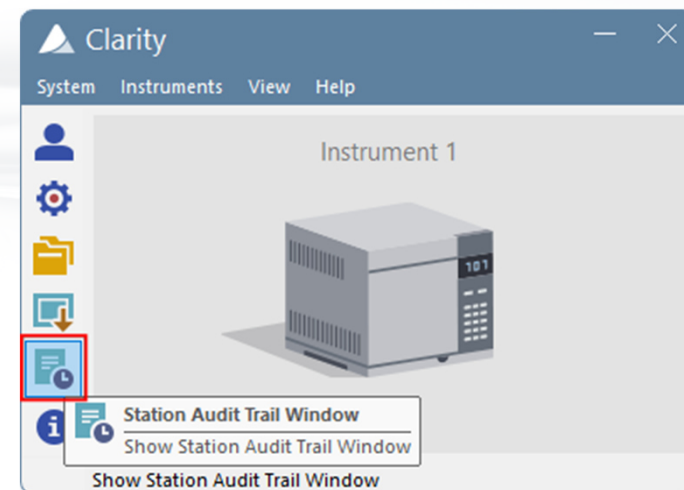 Clarity
System Instruments View Help
Instrument 1
107
Station Audit Trail Window
Show Station Audit Trail Window
Show Station Audit Trail Window